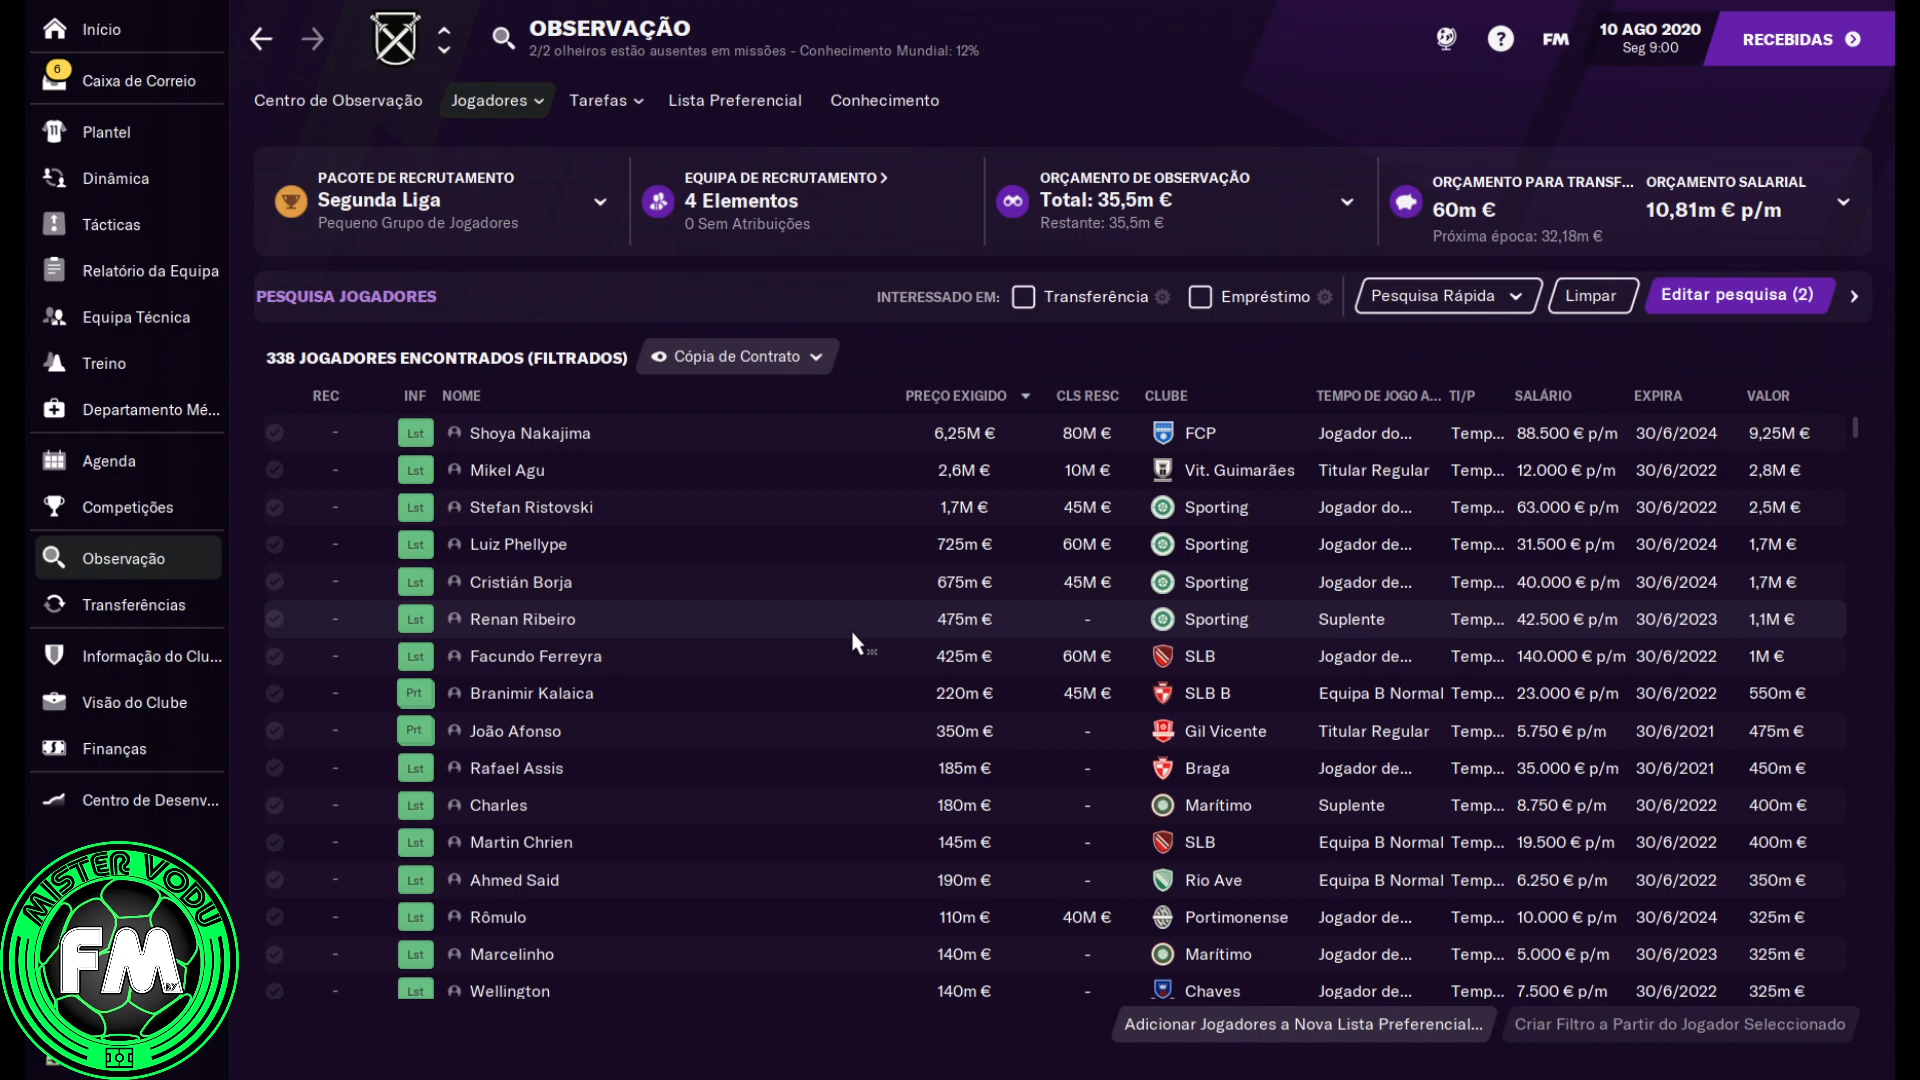 Início
6
Caixa de Correio
Plantel
Dinâmica
Tácticas
Relatório da Equipa
Equipa Técnica
Treino
Departamento Mé...
Agenda
Competições
Observação
Transferências
Informação do Clu...
Visão do Clube
Finanças
Centro de Desenv...
MISTER VODU
FM
BY
OBSERVAÇÃO
2/2 olheiros estão ausentes em missões - Conhecimento Mundial: 12%
FM
10 AGO 2020
Seg 9:00
RECEBIDAS
Centro de Observação Jogadores Tarefas Lista Preferencial Conhecimento
PACOTE DE RECRUTAMENTO
Segunda Liga
Pequeno Grupo de Jogadores
EQUIPA DE RECRUTAMENTO
4 Elementos
0 Sem Atribuições
ORÇAMENTO DE OBSERVAÇÃO
Total: 35,5m €
Restante: 35,5m €
ORÇAMENTO PARA TRANSF...
60m €
Próxima época: 32,18m €
ORÇAMENTO SALARIAL
10,81m € p/m
PESQUISA JOGADORES
INTERESSADO EM: Transferência Empréstimo Pesquisa Rápida Limpar Editar pesquisa (2)
338 JOGADORES ENCONTRADOS (FILTRADOS) Cópia de Contrato
REC INF NOME PREÇO EXIGIDO CLS RESC CLUBE TEMPO DE JOGO A... TI/P SALÁRIO EXPIRA VALOR
- Lst Shoya Nakajima 6,25M € 80M € FCP Jogador do... Temp... 88.500 € p/m 30/6/2024 9,25M €
- Lst Mikel Agu 2,6M € 10M € Vit. Guimarães Titular Regular Temp... 12.000 € p/m 30/6/2022 2,8M €
- Lst Stefan Ristovski 1,7M € 45M € Sporting Jogador do... Temp... 63.000 € p/m 30/6/2022 2,5M €
- Lst Luiz Phellype 725m € 60M € Sporting Jogador de... Temp... 31.500 € p/m 30/6/2024 1,7M €
- Lst Cristián Borja 675m € 45M € Sporting Jogador de... Temp... 40.000 € p/m 30/6/2024 1,7M €
- Lst Renan Ribeiro 475m € - Sporting Suplente Temp... 42.500 € p/m 30/6/2023 1,1M €
- Lst Facundo Ferreyra 425m € 60M € SLB Jogador de... Temp... 140.000 € p/m 30/6/2022 1M €
- Prt Branimir Kalaica 220m € 45M € SLB B Equipa B Normal Temp... 23.000 € p/m 30/6/2022 550m €
- Prt João Afonso 350m € - Gil Vicente Titular Regular Temp... 5.750 € p/m 30/6/2021 475m €
- Lst Rafael Assis 185m € - Braga Jogador de... Temp... 35.000 € p/m 30/6/2021 450m €
- Lst Charles 180m € - Marítimo Suplente Temp... 8.750 € p/m 30/6/2022 400m €
- Lst Martin Chrien 145m € - SLB Equipa B Normal Temp... 19.500 € p/m 30/6/2022 400m €
- Lst Ahmed Said 190m € - Rio Ave Equipa B Normal Temp... 6.250 € p/m 30/6/2022 350m €
- Lst Rômulo 110m € 40M € Portimonense Jogador de... Temp... 10.000 € p/m 30/6/2024 325m €
- Lst Marcelinho 140m € - Marítimo Jogador de... Temp... 5.000 € p/m 30/6/2023 325m €
- Lst Wellington 140m € - Chaves Jogador de... Temp... 7.500 € p/m 30/6/2022 325m €
Adicionar Jogadores a Nova Lista Preferencial... Criar Filtro a Partir do Jogador Seleccionado